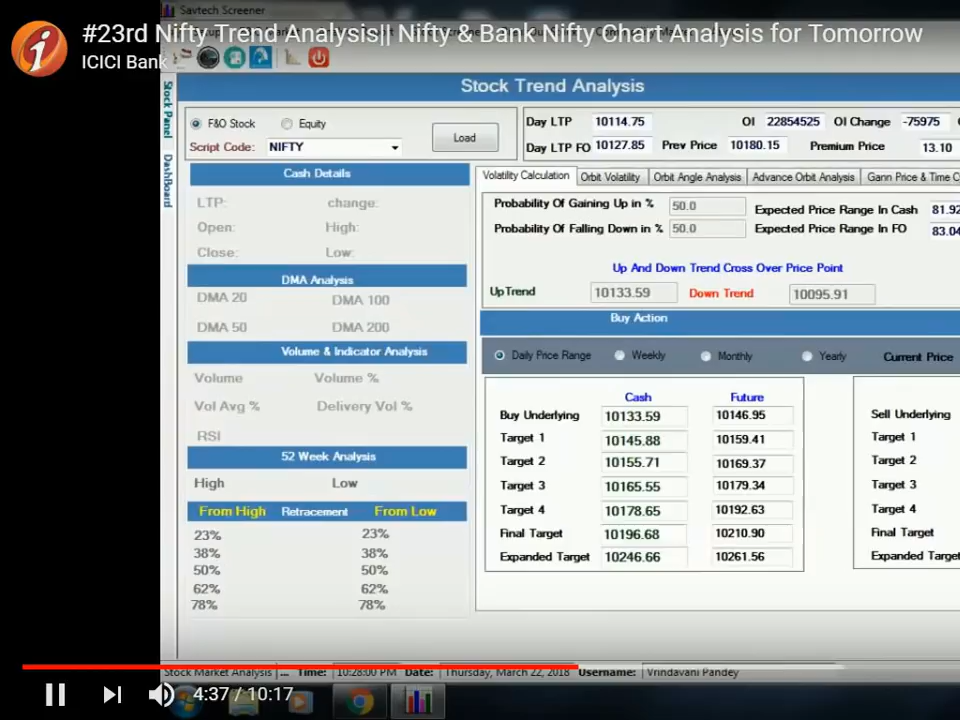 Savtech Screener
#23rd Nifty Trend Analysis|| Nifty & Bank Nifty Chart Analysis for Tomorrow
ICICI Bank
Stock Panel
DashBoard
Stock Trend Analysis
F&O Stock Equity
Script Code: NIFTY Load
Day LTP 10114.75 OI 22854525 OI Change -75975
Day LTP FO 10127.85 Prev Price 10180.15 Premium Price 13.10
Cash Details
LTP: change:
Open: High:
Close: Low:
DMA Analysis
DMA 20 DMA 100
DMA 50 DMA 200
Volume & Indicator Analysis
Volume Volume %
Vol Avg % Delivery Vol %
RSI
52 Week Analysis
High Low
From High Retracement From Low
23% 23%
38% 38%
50% 50%
62% 62%
78% 78%
Volatility Calculation Orbit Volatility Orbit Angle Analysis Advance Orbit Analysis Gann Price & Time C
Probability Of Gaining Up in % 50.0 Expected Price Range In Cash 81.92
Probability Of Falling Down in % 50.0 Expected Price Range In FO 83.04
Up And Down Trend Cross Over Price Point
UpTrend 10133.59 Down Trend 10095.91
Buy Action
Daily Price Range Weekly Monthly Yearly Current Price
Cash Future
Buy Underlying 10133.59 10146.95 Sell Underlying
Target 1 10145.88 10159.41 Target 1
Target 2 10155.71 10169.37 Target 2
Target 3 10165.55 10179.34 Target 3
Target 4 10178.65 10192.63 Target 4
Final Target 10196.68 10210.90 Final Target
Expanded Target 10246.66 10261.56 Expanded Target
Stock Market Analysis ... Time: 10:28:00 PM Date: Thursday, March 22, 2018 Username: Vrindavani Pandey
4:37 / 10:17